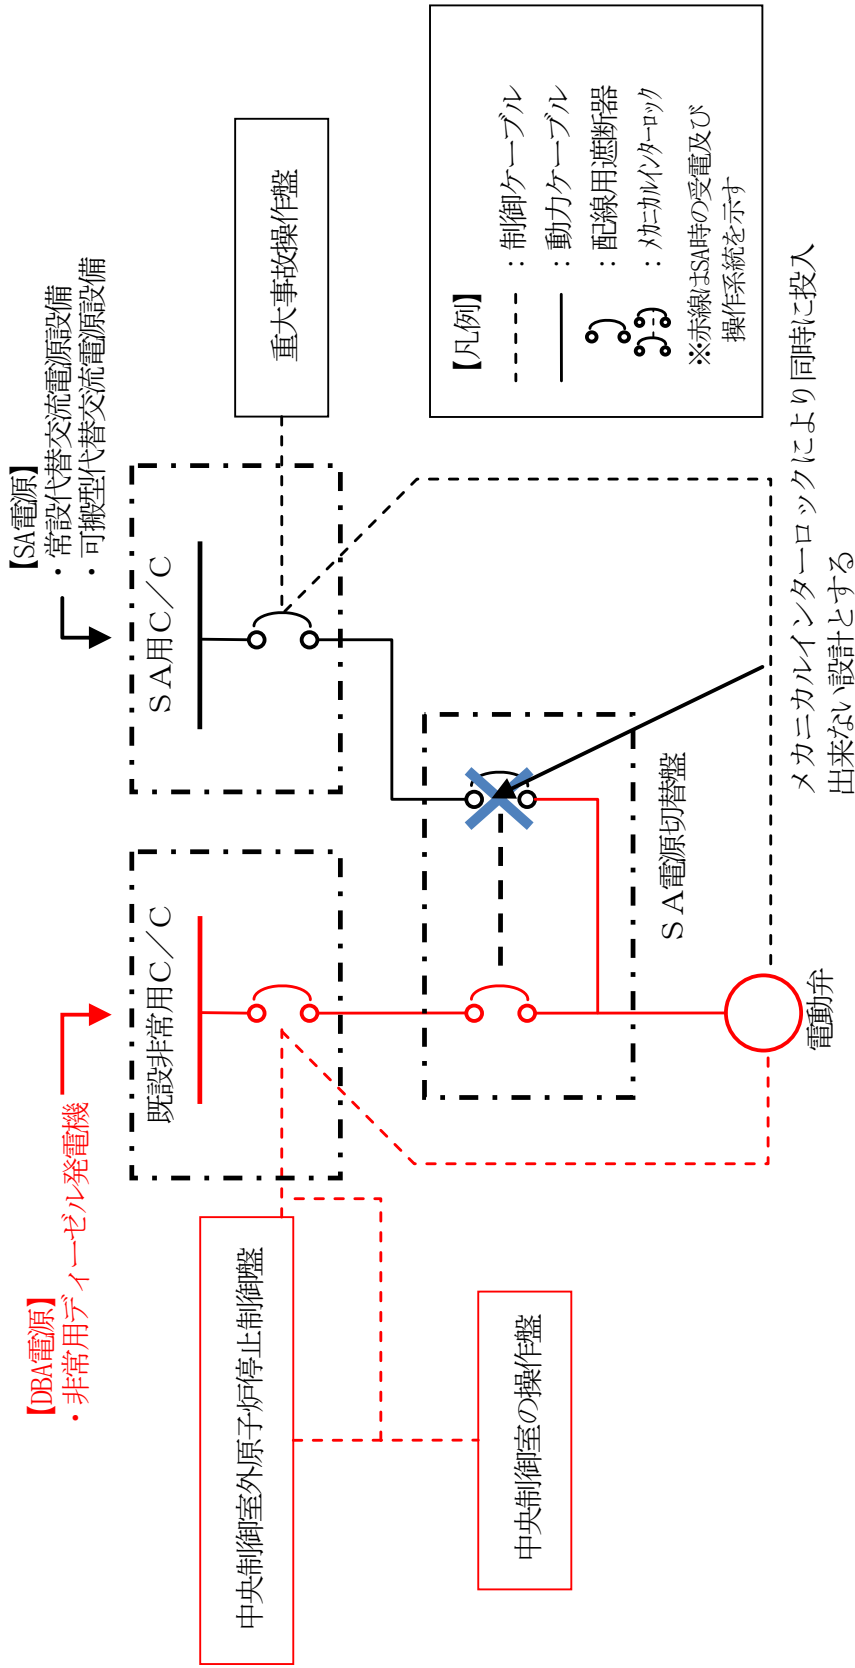 【DBA電源】
・非常用ディーゼル発電機
【SA電源】
・常設代替交流電源設備
・可搬型代替交流電源設備
既設非常用C/C
SA用C/C
重大事故操作盤
中央制御室外原子炉停止制御盤
中央制御室の操作盤
SA電源切替盤
電動弁
メカニカルインターロックにより同時に投入
出来ない設計とする
【凡例】
：制御ケーブル
：動力ケーブル
：配線用遮断器
：ﾒｶﾆｶﾙｲﾝﾀｰﾛｯｸ
※赤線はSA時の受電及び
操作系統を示す